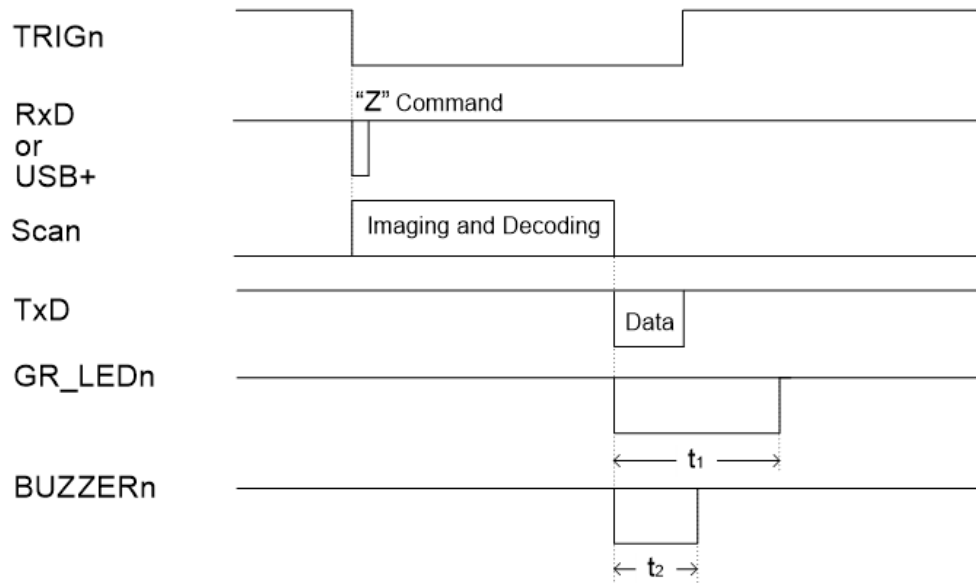 TRIGn
“Z” Command
RxD
or
USB+
Scan
Imaging and Decoding
TxD
Data
GR_LEDn
t₁
BUZZERn
t₂